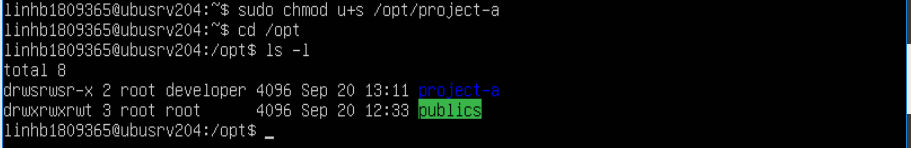 linhb1809365@ubusrv204:~$ sudo chmod u+s /opt/project-a
linhb1809365@ubusrv204:~$ cd /opt
linhb1809365@ubusrv204:/opt$ ls -l
total 8
drwsrwsr-x 2 root developer 4096 Sep 20 13:11 project-a
drwxrwxrwt 3 root root      4096 Sep 20 12:33 publics
linhb1809365@ubusrv204:/opt$ _